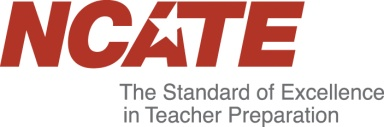 NCATE
The Standard of Excellence
in Teacher Preparation